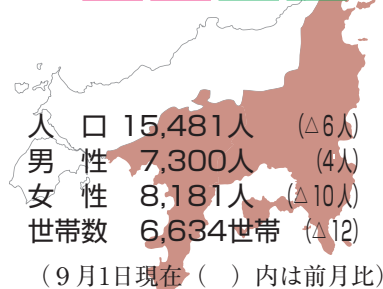 人　口 15,481人 (△6人)
男　性 7,300人 (4人)
女　性 8,181人 (△10人)
世帯数 6,634世帯 (△12)
（9月1日現在（　）内は前月比）